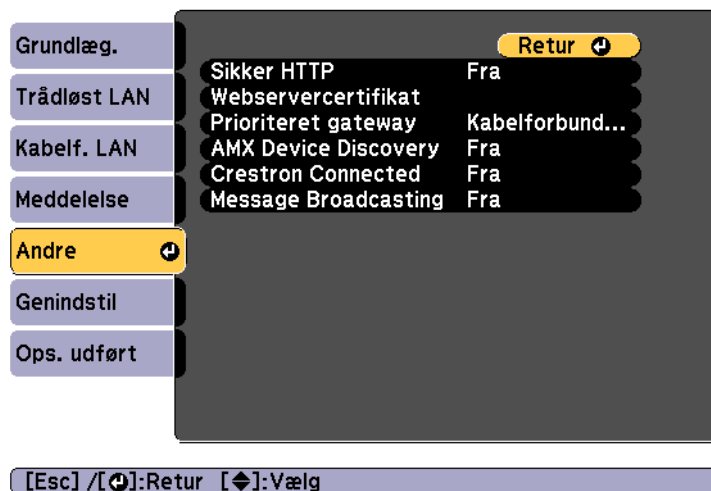 Grundlæg.
Trådløst LAN
Kabelf. LAN
Meddelelse
Andre
Genindstil
Ops. udført
Retur
Sikker HTTP Fra
Webservercertifikat
Prioriteret gateway Kabelforbund...
AMX Device Discovery Fra
Crestron Connected Fra
Message Broadcasting Fra
[Esc] /[⏎]:Retur [◆]:Vælg